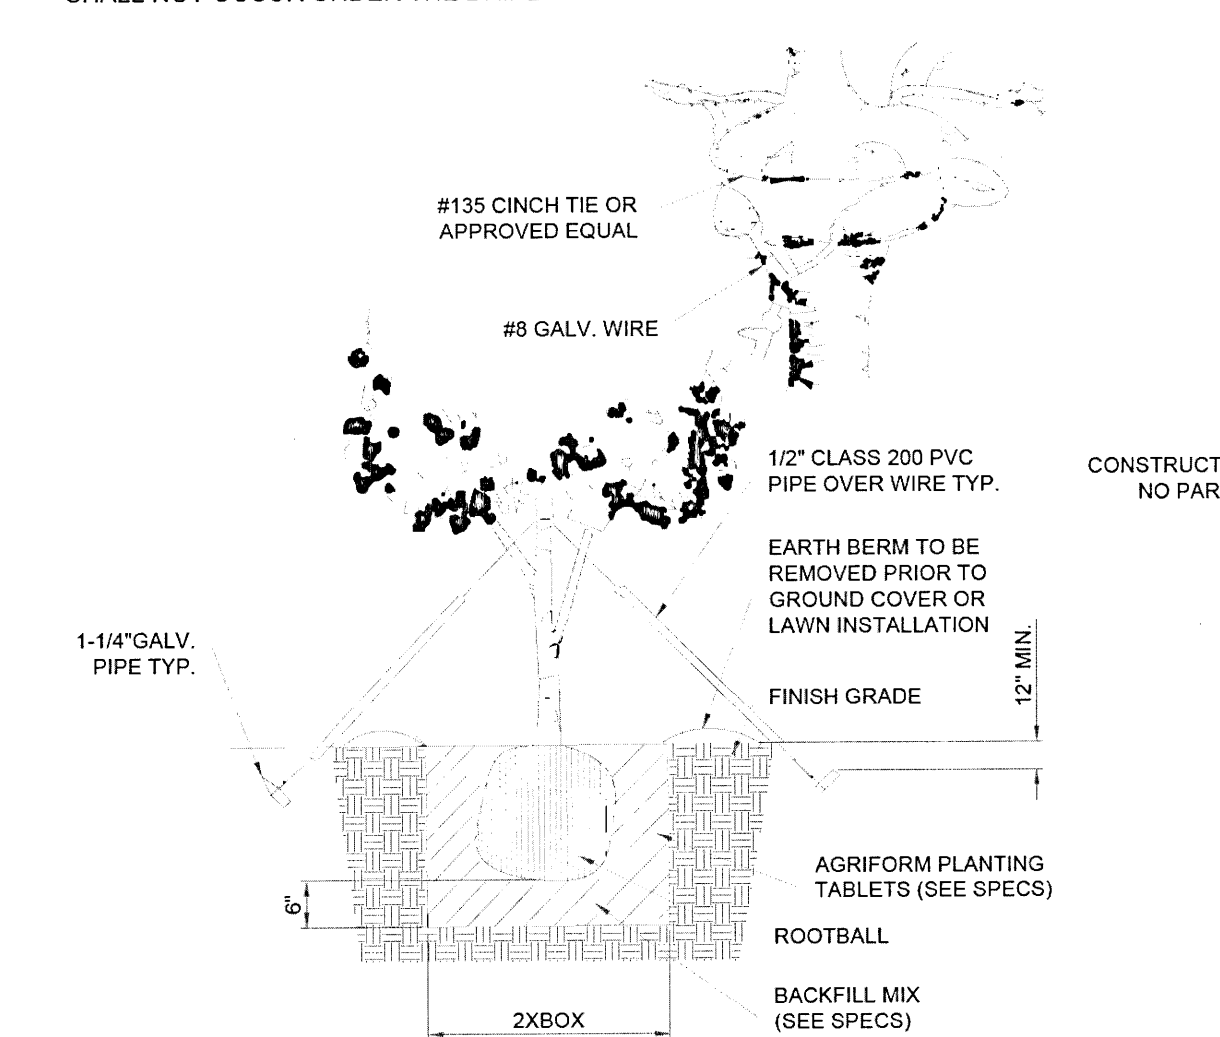 #135 CINCH TIE OR
APPROVED EQUAL
#8 GALV. WIRE
1/2" CLASS 200 PVC
PIPE OVER WIRE TYP.
CONSTRUCT
NO PAR
EARTH BERM TO BE
REMOVED PRIOR TO
GROUND COVER OR
LAWN INSTALLATION
1-1/4"GALV.
PIPE TYP.
12" MIN.
FINISH GRADE
AGRIFORM PLANTING
TABLETS (SEE SPECS)
6"
ROOTBALL
BACKFILL MIX
(SEE SPECS)
2XBOX